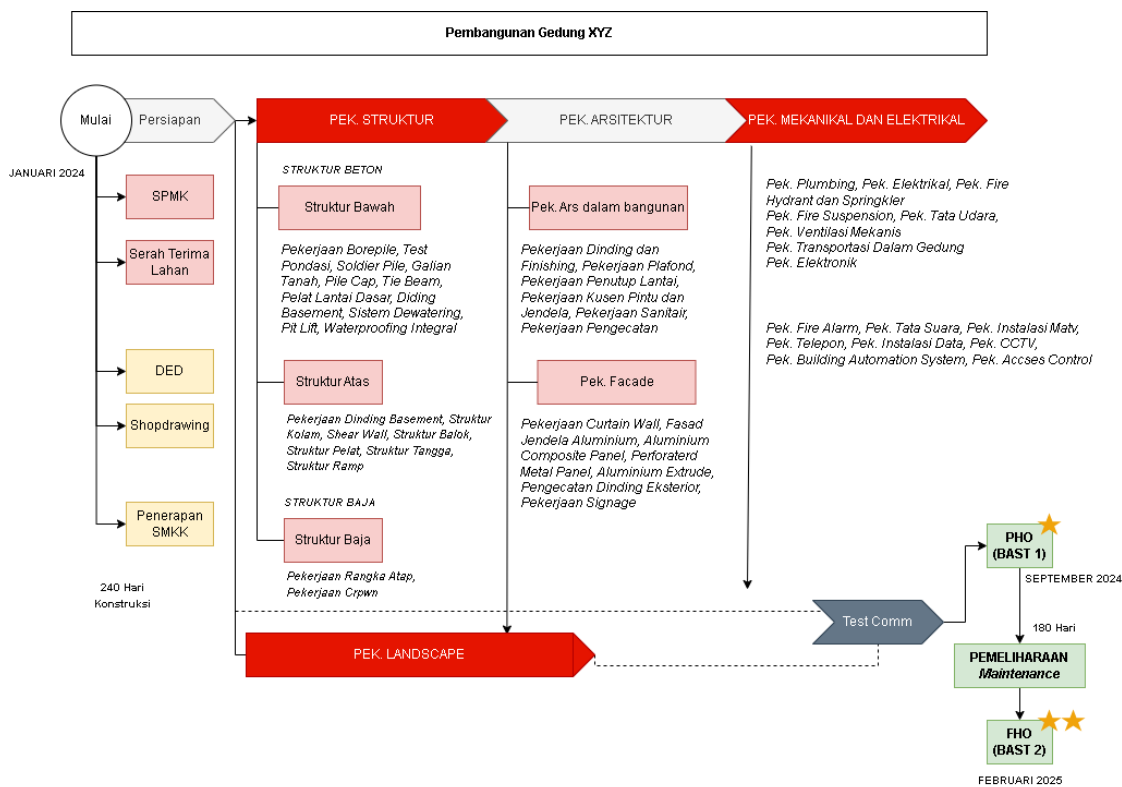 Pembangunan Gedung XYZ
Mulai
Persiapan
PEK. STRUKTUR
PEK. ARSITEKTUR
PEK. MEKANIKAL DAN ELEKTRIKAL
JANUARI 2024
SPMK
Serah Terima
Lahan
DED
Shopdrawing
Penerapan
SMKK
240 Hari
Konstruksi
STRUKTUR BETON
Struktur Bawah
Pekerjaan Borepile, Test
Pondasi, Soldier Pile, Galian
Tanah, Pile Cap, Tie Beam,
Pelat Lantai Dasar, Diding
Basement, Sistem Dewatering,
Pit Lift, Waterproofing Integral
Struktur Atas
Pekerjaan Dinding Basement, Struktur
Kolam, Shear Wall, Struktur Balok,
Struktur Pelat, Struktur Tangga,
Struktur Ramp
STRUKTUR BAJA
Struktur Baja
Pekerjaan Rangka Atap,
Pekerjaan Crpwn
Pek. Ars dalam bangunan
Pekerjaan Dinding dan
Finishing, Pekerjaan Plafond,
Pekerjaan Penutup Lantai,
Pekerjaan Kusen Pintu dan
Jendela, Pekerjaan Sanitair,
Pekerjaan Pengecatan
Pek. Facade
Pekerjaan Curtain Wall, Fasad
Jendela Aluminium, Aluminium
Composite Panel, Perforaterd
Metal Panel, Aluminium Extrude,
Pengecatan Dinding Eksterior,
Pekerjaan Signage
Pek. Plumbing, Pek. Elektrikal, Pek. Fire
Hydrant dan Springkler
Pek. Fire Suspension, Pek. Tata Udara,
Pek. Ventilasi Mekanis
Pek. Transportasi Dalam Gedung
Pek. Elektronik
Pek. Fire Alarm, Pek. Tata Suara, Pek. Instalasi Matv,
Pek. Telepon, Pek. Instalasi Data, Pek. CCTV,
Pek. Building Automation System, Pek. Accses Control
PEK. LANDSCAPE
Test Comm
PHO
(BAST 1)
SEPTEMBER 2024
180 Hari
PEMELIHARAAN
Maintenance
FHO
(BAST 2)
FEBRUARI 2025